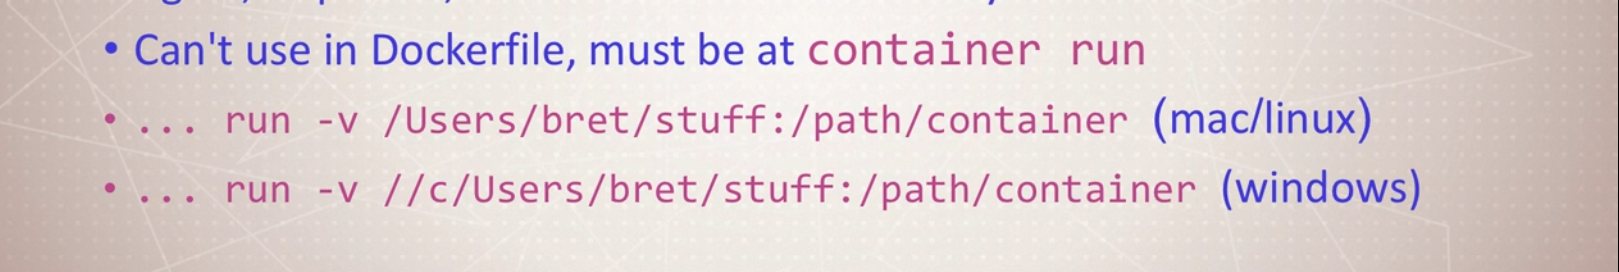 • Can't use in Dockerfile, must be at container run
• ... run -v /Users/bret/stuff:/path/container (mac/linux)
• ... run -v //c/Users/bret/stuff:/path/container (windows)